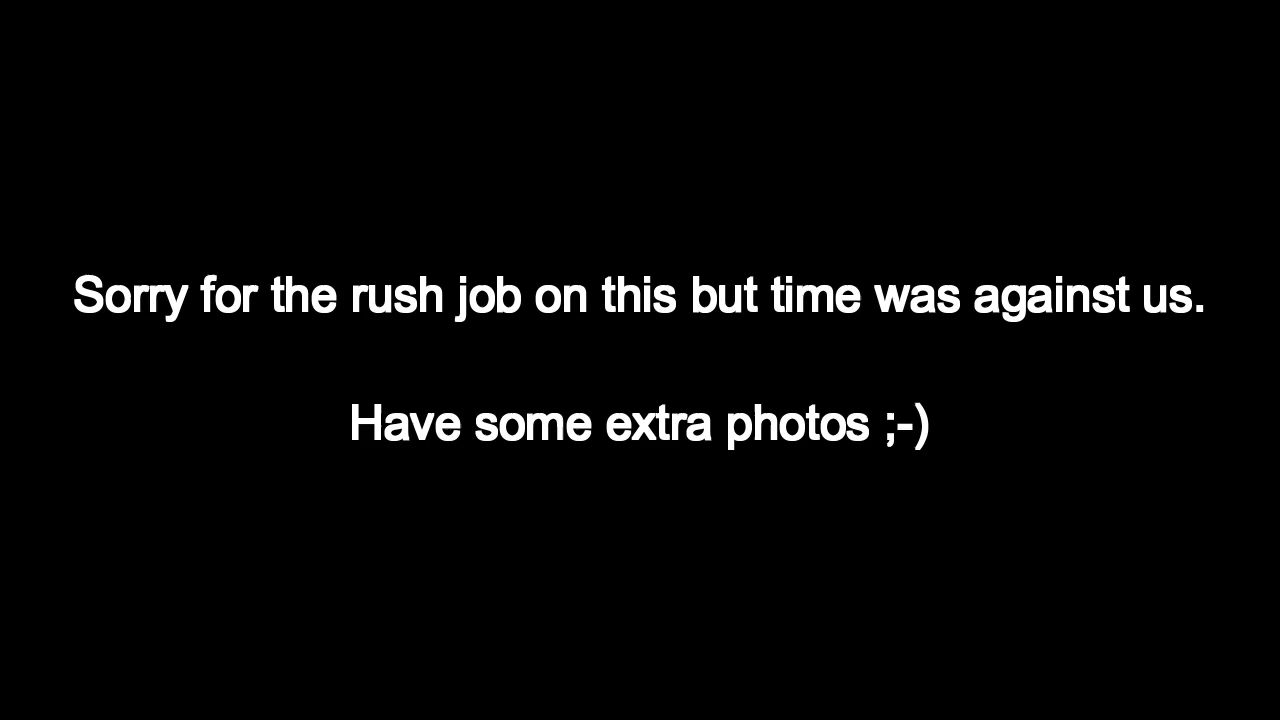 Sorry for the rush job on this but time was against us.
Have some extra photos ;-)